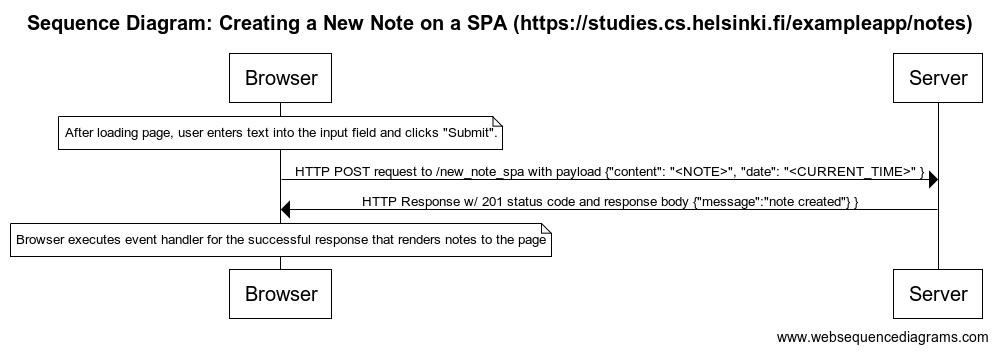 Sequence Diagram: Creating a New Note on a SPA (https://studies.cs.helsinki.fi/exampleapp/notes)
Browser
Server
After loading page, user enters text into the input field and clicks "Submit".
HTTP POST request to /new_note_spa with payload {"content": "<NOTE>", "date": "<CURRENT_TIME>" }
HTTP Response w/ 201 status code and response body {"message":"note created"} }
Browser executes event handler for the successful response that renders notes to the page
Browser
Server
www.websequencediagrams.com